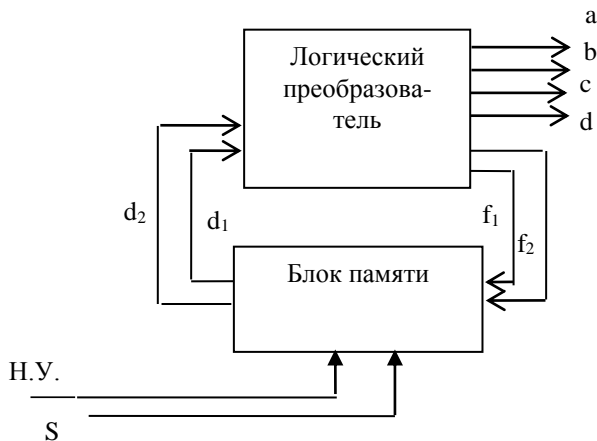 a
Логический
преобразова-
тель
b
c
d
d₂
d₁
f₁
f₂
Блок памяти
Н.У.
S